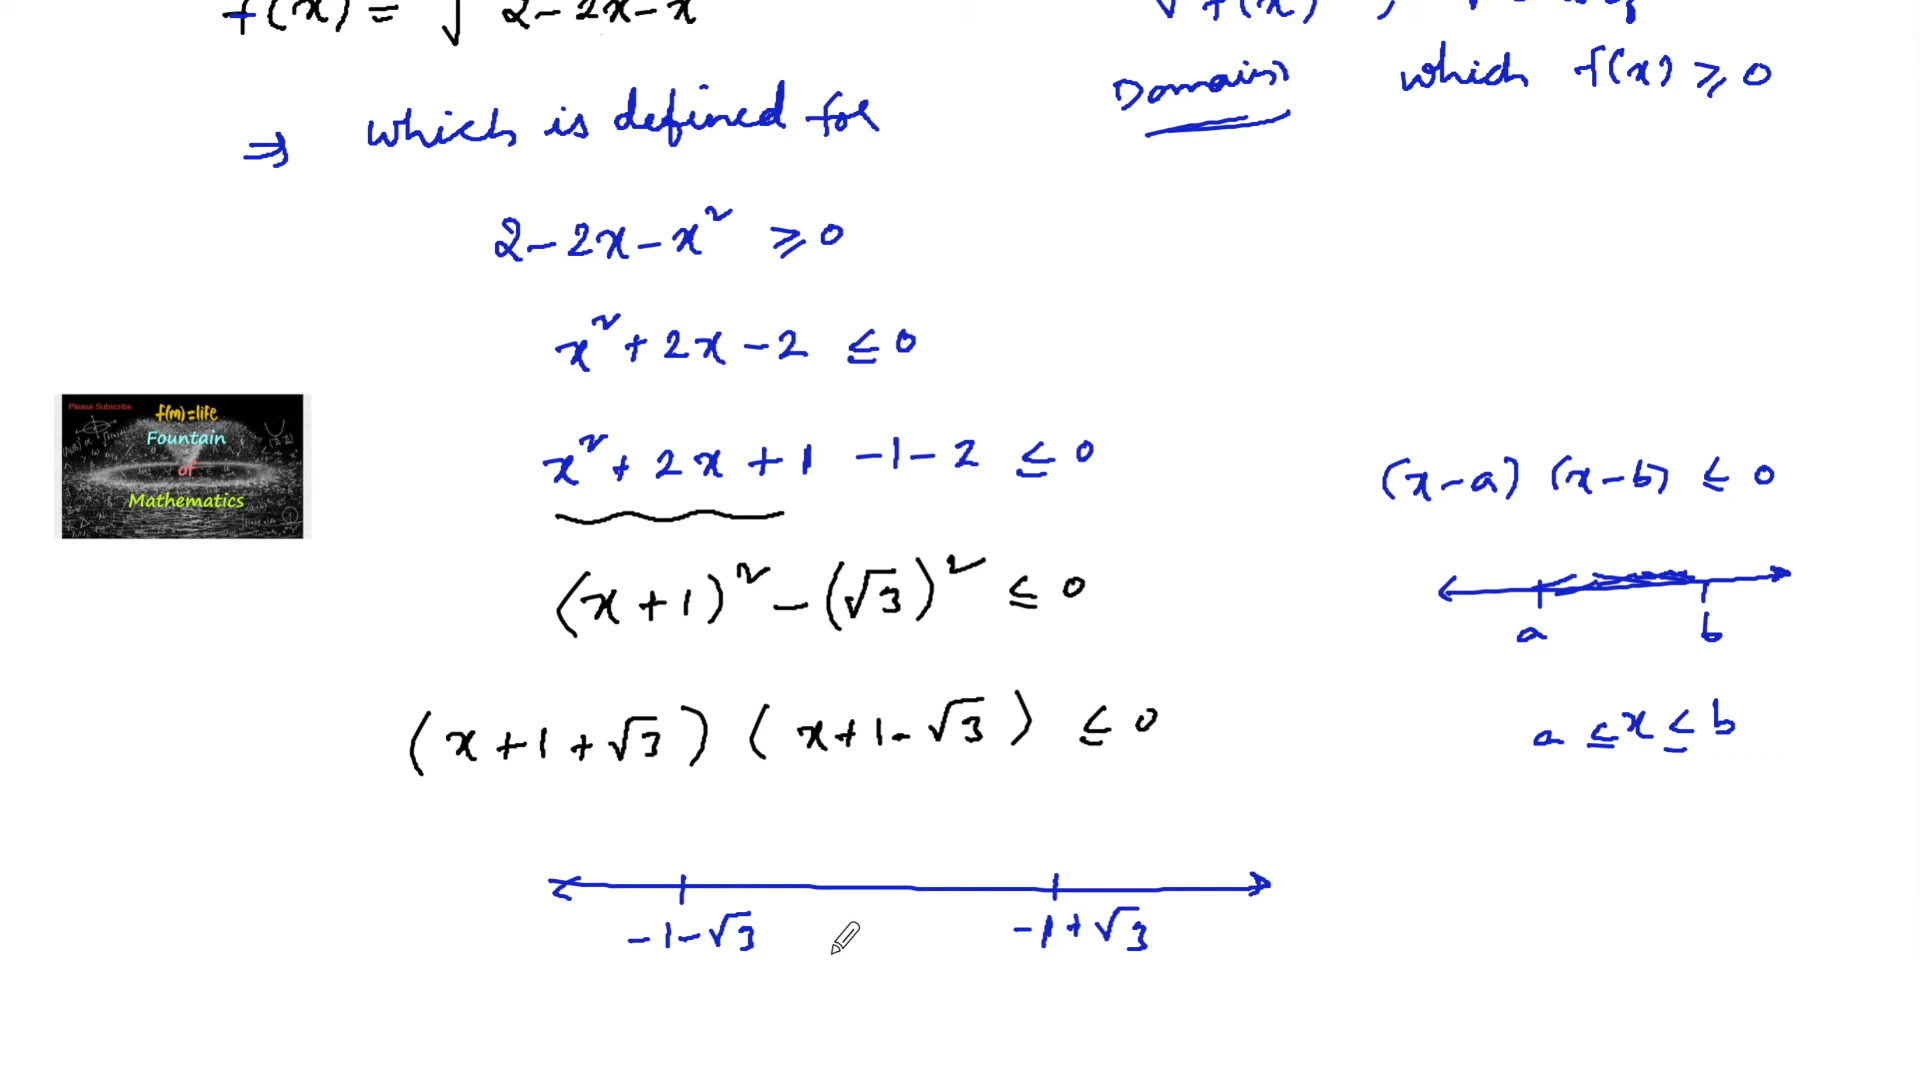 f(x) = √ 2 - 2x - x
√f(x) ,
Domain which f(x) ⩾ 0
⇒ which is defined for
2 - 2x - x² ⩾ 0
x² + 2x - 2 ≤ 0
x² + 2x + 1 - 1 - 2 ≤ 0
(x + 1)² - (√3)² ≤ 0
(x + 1 + √3) (x + 1 - √3) ≤ 0
-1-√3 -1+√3
(x-a) (x-b) ≤ 0
a b
a ≤ x ≤ b
Please Subscribe
f(m)=life
Fountain
of
Mathematics